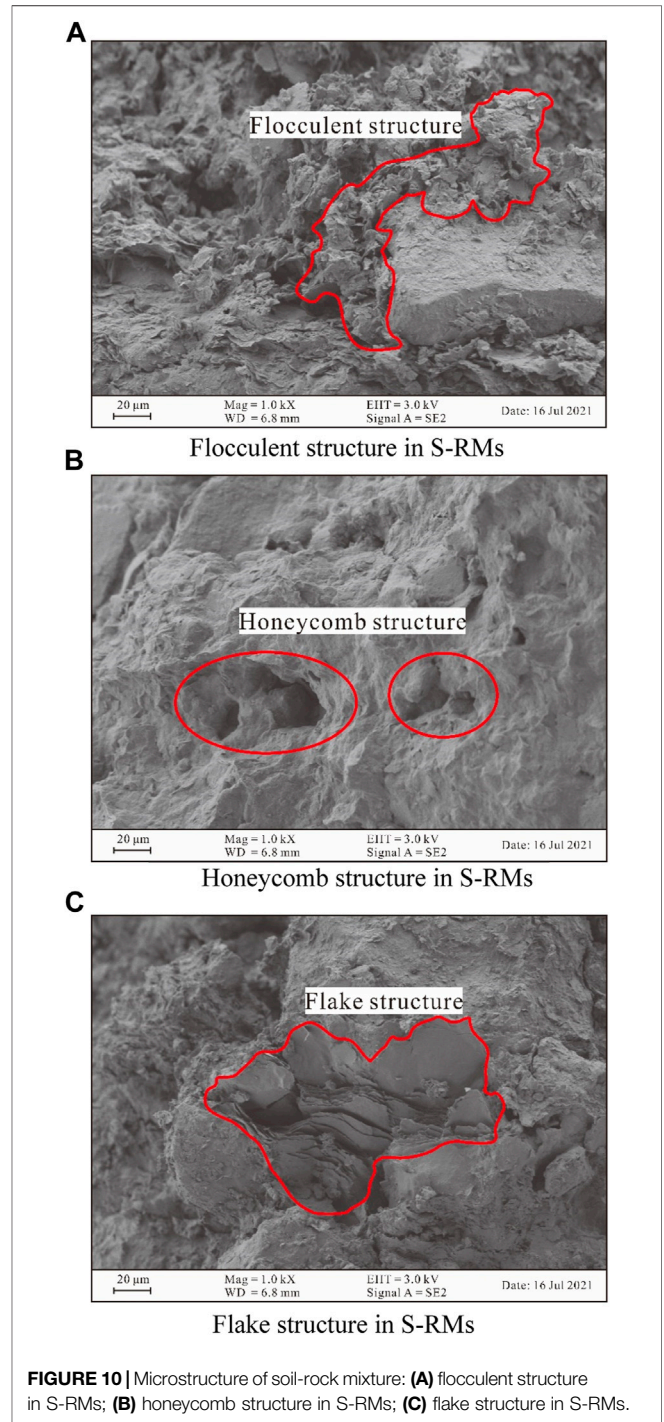 A
Flocculent structure
20 μm
Mag = 1.0 kX
WD = 6.8 mm
EIIT = 3.0 kV
Signal A = SE2
Date: 16 Jul 2021
Flocculent structure in S-RMs
B
Honeycomb structure
20 μm
Mag = 1.0 kX
WD = 6.8 mm
EIIT = 3.0 kV
Signal A = SE2
Date: 16 Jul 2021
Honeycomb structure in S-RMs
C
Flake structure
20 μm
Mag = 1.0 kX
WD = 6.8 mm
EIIT = 3.0 kV
Signal A = SE2
Date: 16 Jul 2021
Flake structure in S-RMs
FIGURE 10 | Microstructure of soil-rock mixture: (A) flocculent structure
in S-RMs; (B) honeycomb structure in S-RMs; (C) flake structure in S-RMs.